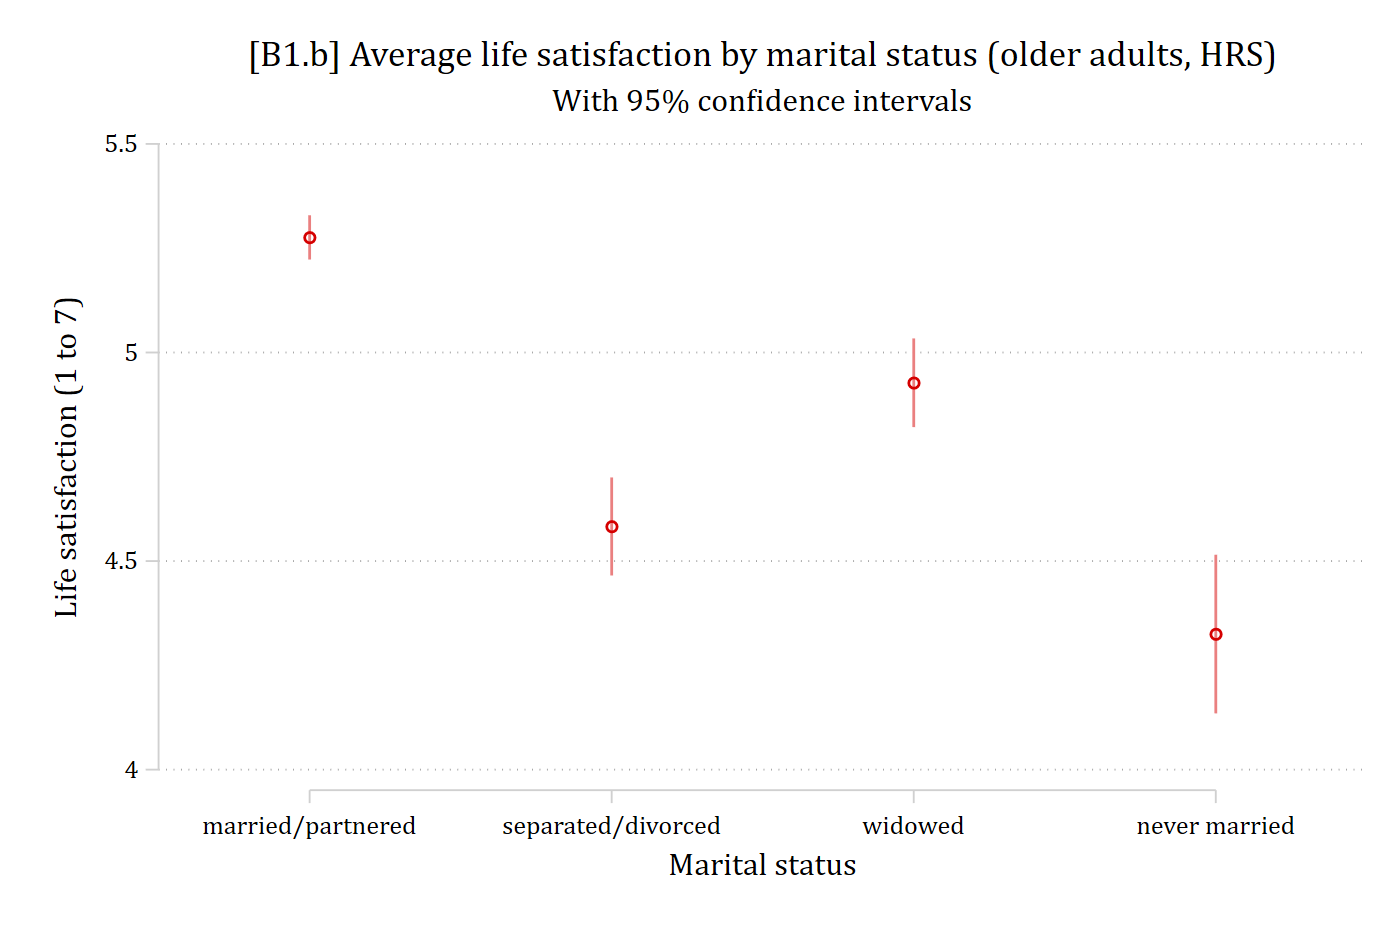 [B1.b] Average life satisfaction by marital status (older adults, HRS)
With 95% confidence intervals
5.5
5
4.5
4
Life satisfaction (1 to 7)
married/partnered separated/divorced widowed never married
Marital status